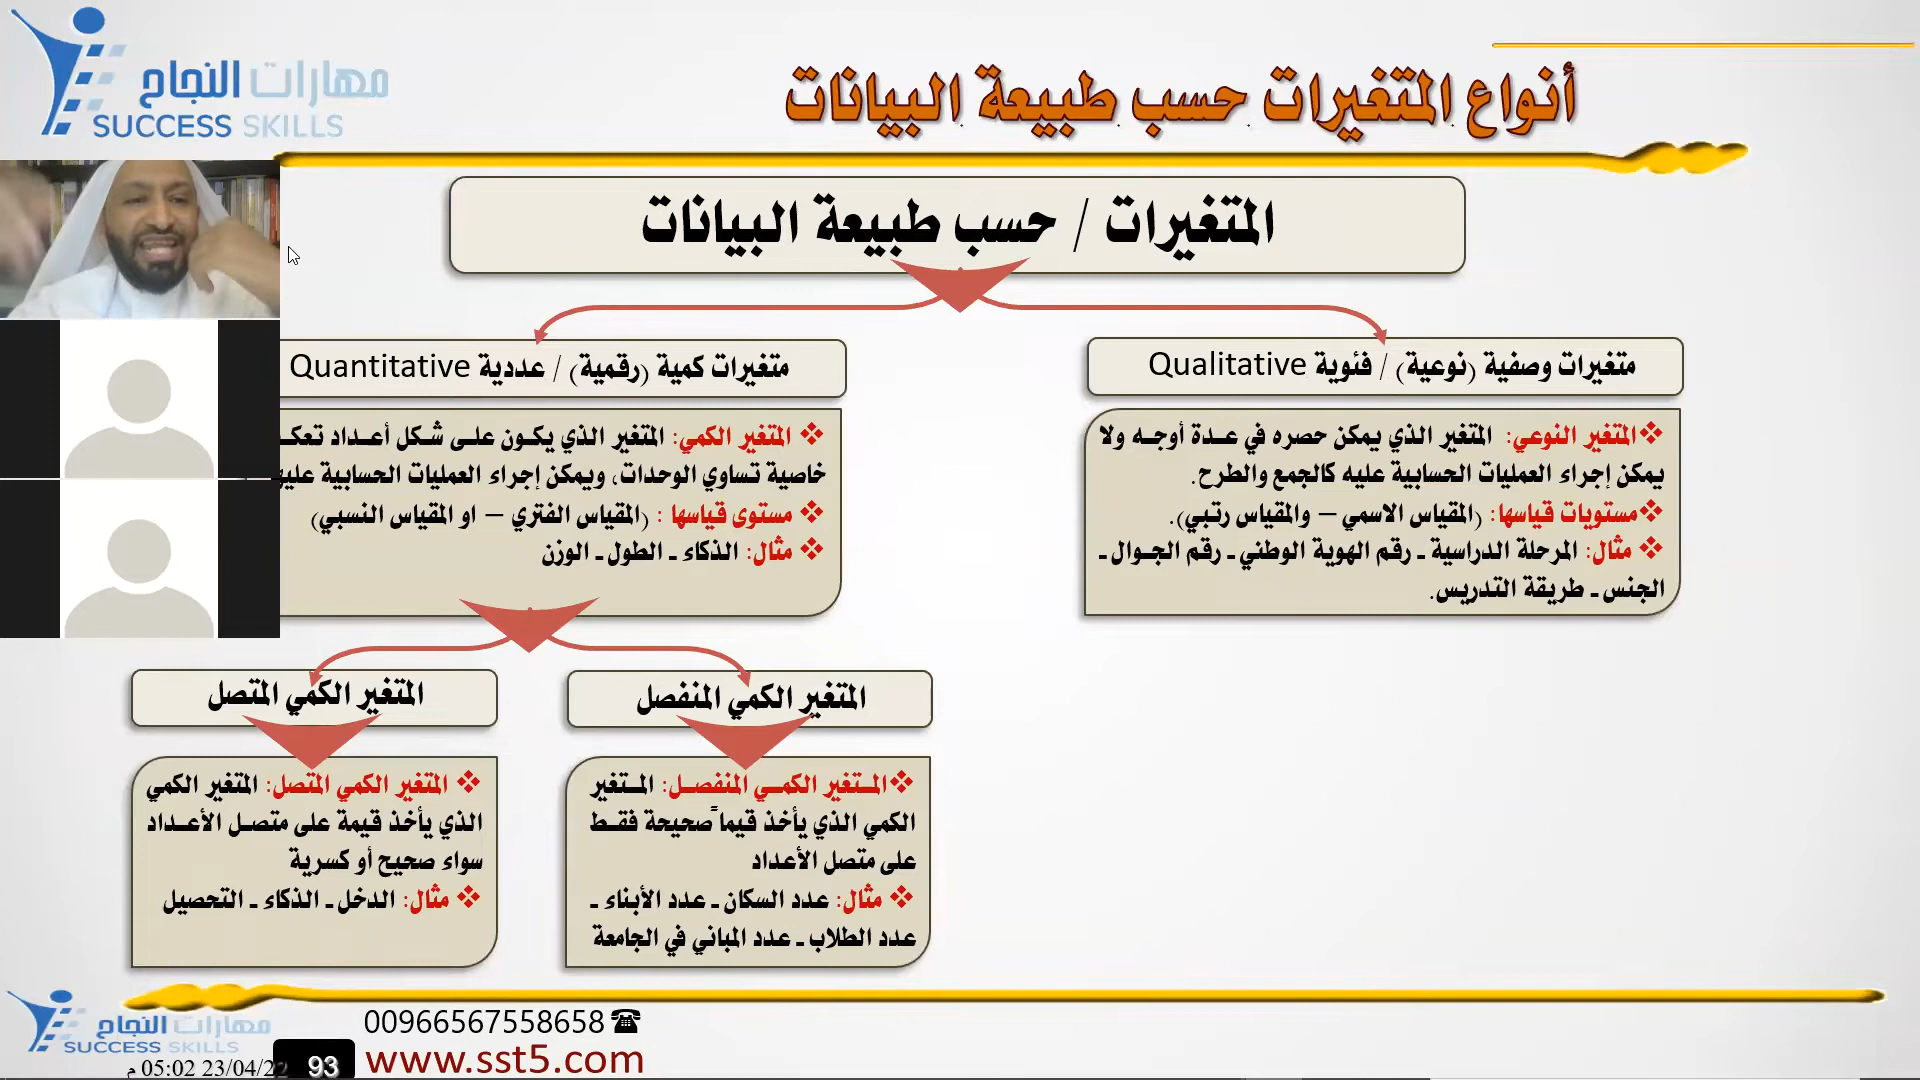 مهارات النجاح
SUCCESS SKILLS
أنواع المتغيرات حسب طبيعة البيانات
المتغيرات / حسب طبيعة البيانات
متغيرات وصفية (نوعية) / فئوية Qualitative
❖المتغير النوعي: المتغير الذي يمكن حصره في عدة أوجه ولا
يمكن إجراء العمليات الحسابية عليه كالجمع والطرح.
❖مستويات قياسها: (المقياس الاسمي – والمقياس رتبي).
❖ مثال: المرحلة الدراسية ـ رقم الهوية الوطني ـ رقم الجوال ـ
الجنس ـ طريقة التدريس.
متغيرات كمية (رقمية) / عددية Quantitative
❖ المتغير الكمي: المتغير الذي يكون على شكل أعداد
خاصية تساوي الوحدات، ويمكن إجراء العمليات الحسابية
❖ مستوى قياسها : (المقياس الفتري – او المقياس النسبي)
❖ مثال: الذكاء ـ الطول ـ الوزن
المتغير الكمي المنفصل
❖المتغير الكمي المنفصل: المتغير
الكمي الذي يأخذ قيماً صحيحة فقط
على متصل الأعداد
❖ مثال: عدد السكان ـ عدد الأبناء ـ
عدد الطلاب ـ عدد المباني في الجامعة
المتغير الكمي المتصل
❖ المتغير الكمي المتصل: المتغير الكمي
الذي يأخذ قيمة على متصل الأعداد
سواء صحيح أو كسرية
❖ مثال: الدخل ـ الذكاء ـ التحصيل
مهارات النجاح
SUCCESS SKILLS
00966567558658 ☎
www.sst5.com
93
05:02 23/04/22 م